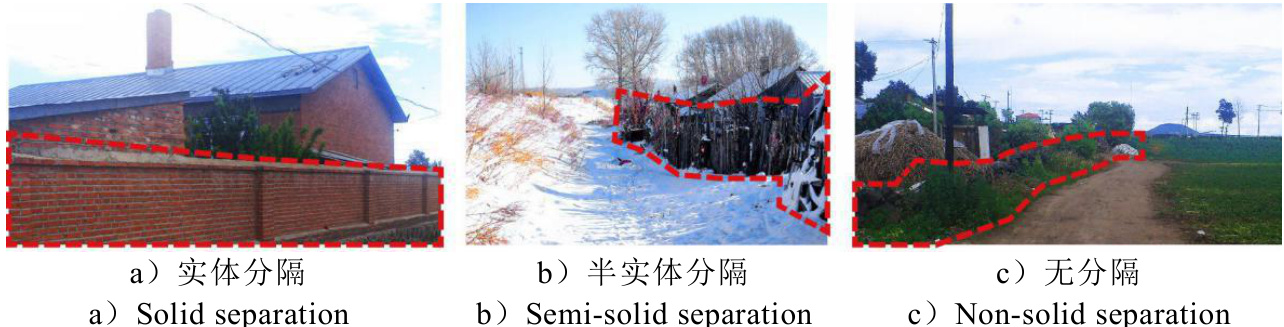 a）实体分隔
b）半实体分隔
c）无分隔
a）Solid separation
b）Semi-solid separation
c）Non-solid separation